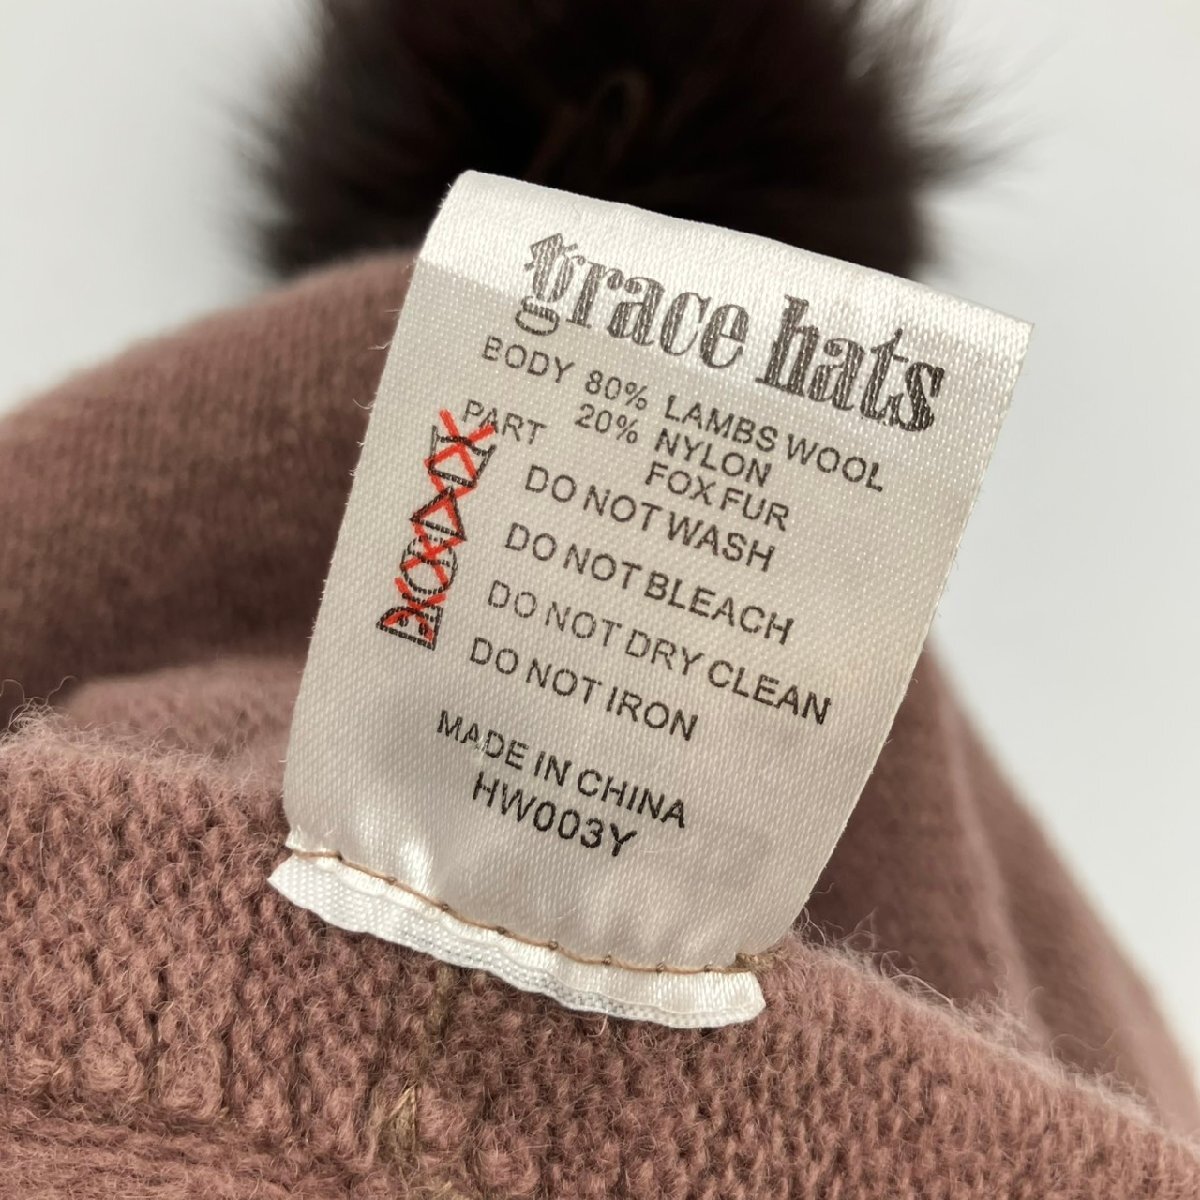 grace hats
BODY 80% LAMBS WOOL
20% NYLON
PART FOX FUR
DO NOT WASH
DO NOT BLEACH
DO NOT DRY CLEAN
DO NOT IRON
MADE IN CHINA
HW003Y